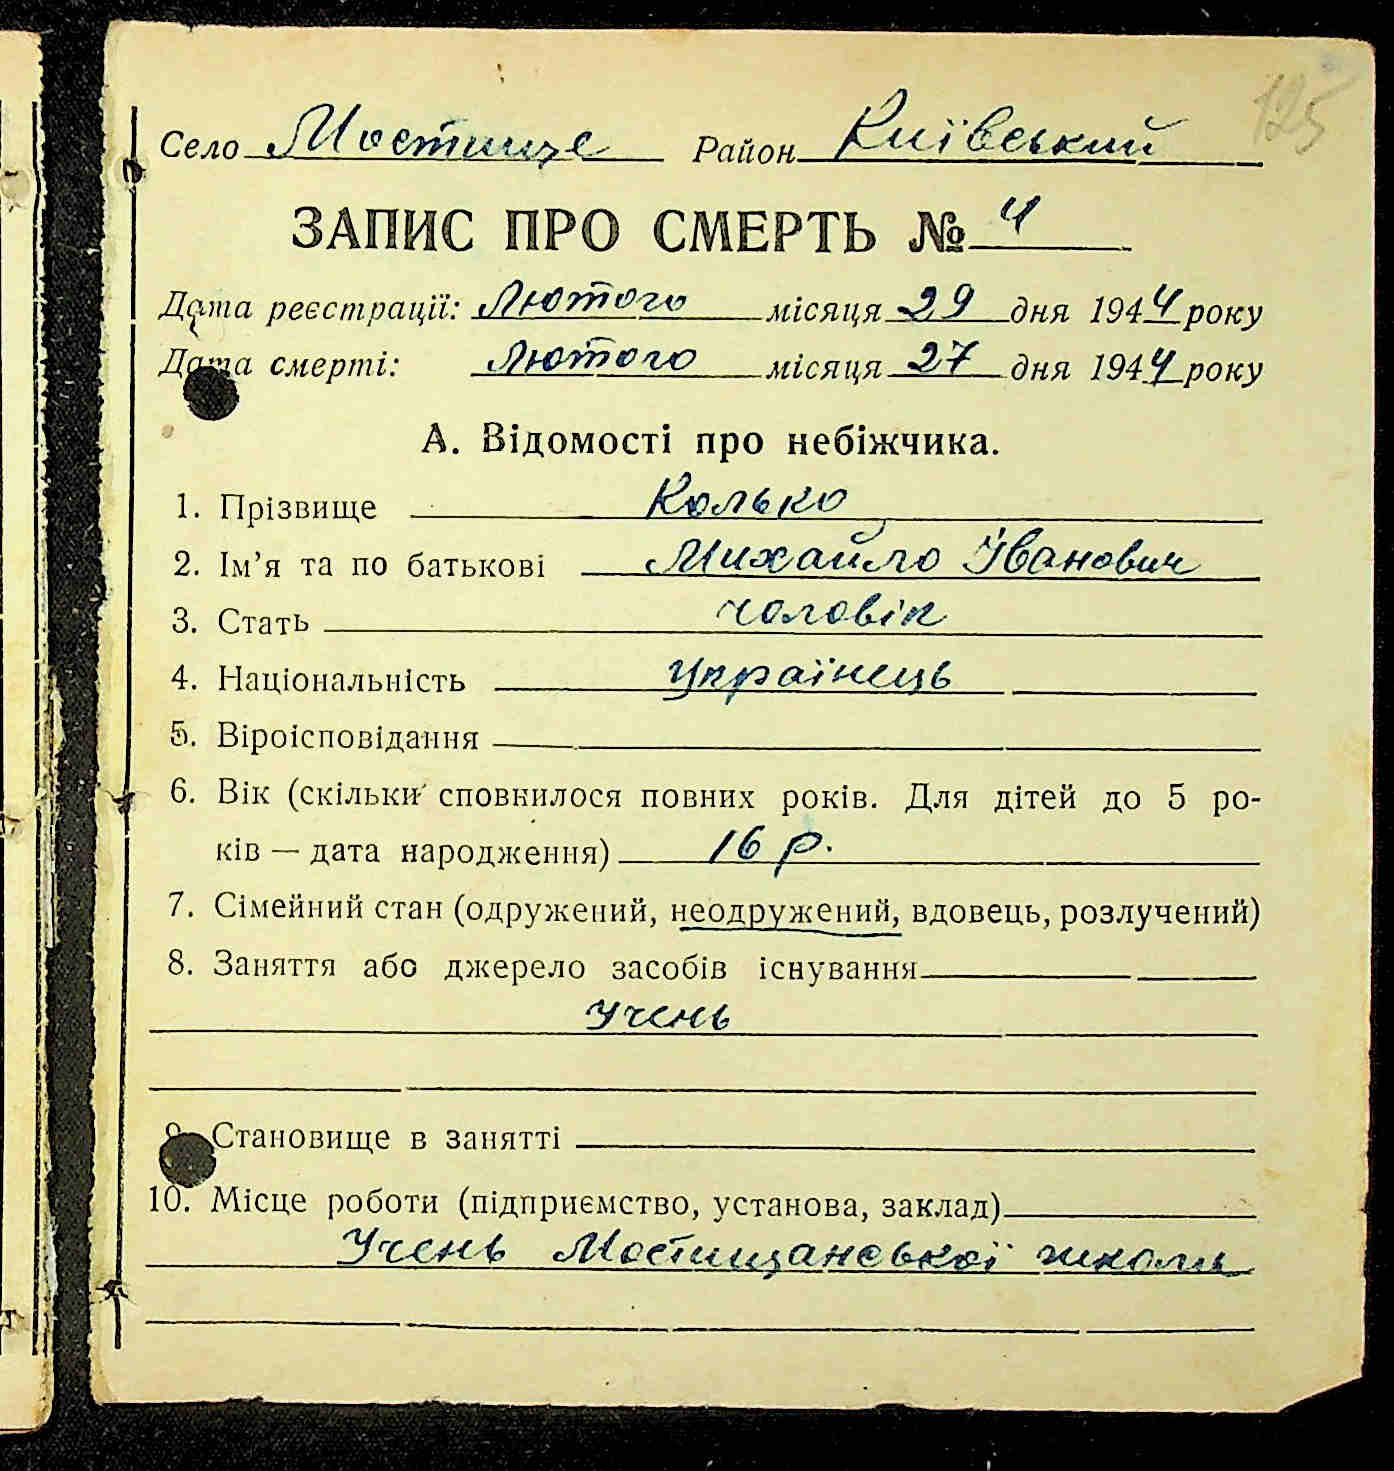 125
Село Мостище Район Київський
ЗАПИС ПРО СМЕРТЬ № 4
Дата реєстрації: Лютого місяця 29 дня 1944 року
Дата смерті: Лютого місяця 27 дня 1944 року
А. Відомості про небіжчика.
1. Прізвище Колько
2. Ім'я та по батькові Михайло Іванович
3. Стать чоловік
4. Національність Українець
5. Віроісповідання
6. Вік (скільки сповнилося повних років. Для дітей до 5 ро-
ків — дата народження) 16 р.
7. Сімейний стан (одружений, неодружений, вдовець, розлучений)
8. Заняття або джерело засобів існування
Учень
9. Становище в занятті
10. Місце роботи (підприємство, установа, заклад)
Учень Мостищанської школи